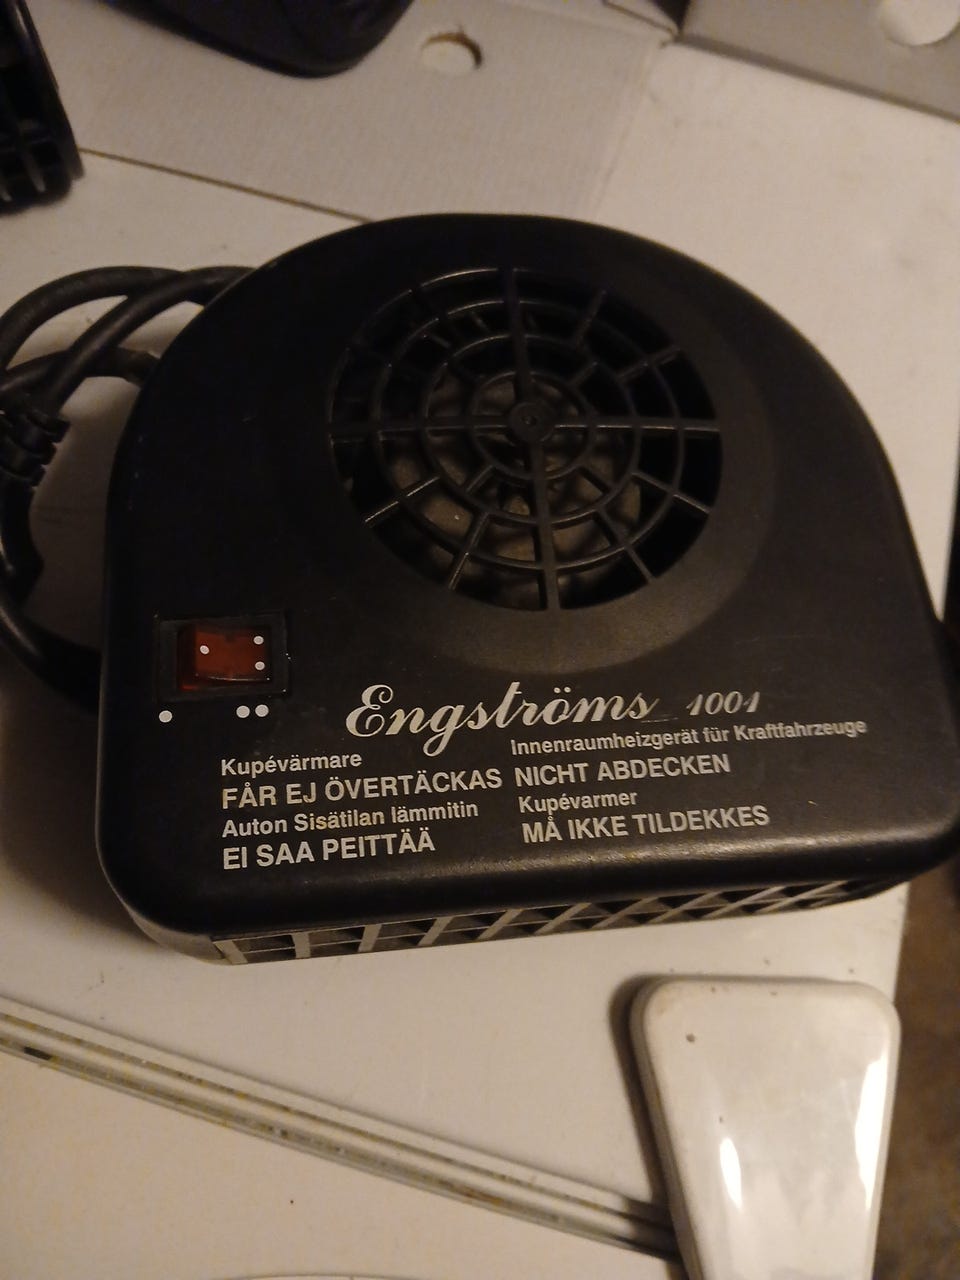 Engströms 1001
Kupévärmare
FÅR EJ ÖVERTÄCKAS
Auton Sisätilan lämmitin
EI SAA PEITTÄÄ
Innenraumheizgerät für Kraftfahrzeuge
NICHT ABDECKEN
Kupévarmer
MÅ IKKE TILDEKKES